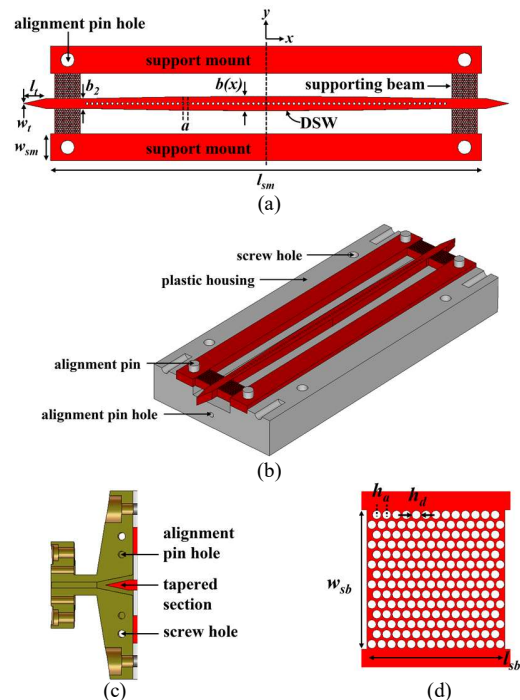 alignment pin hole
y
x
support mount
l_t
b_2
b(x)
supporting beam
w_t
a
DSW
w_sm
support mount
l_sm
(a)
screw hole
plastic housing
alignment pin
alignment pin hole
(b)
alignment
pin hole
tapered
section
screw hole
(c)
h_a
h_d
w_sb
l_sb
(d)